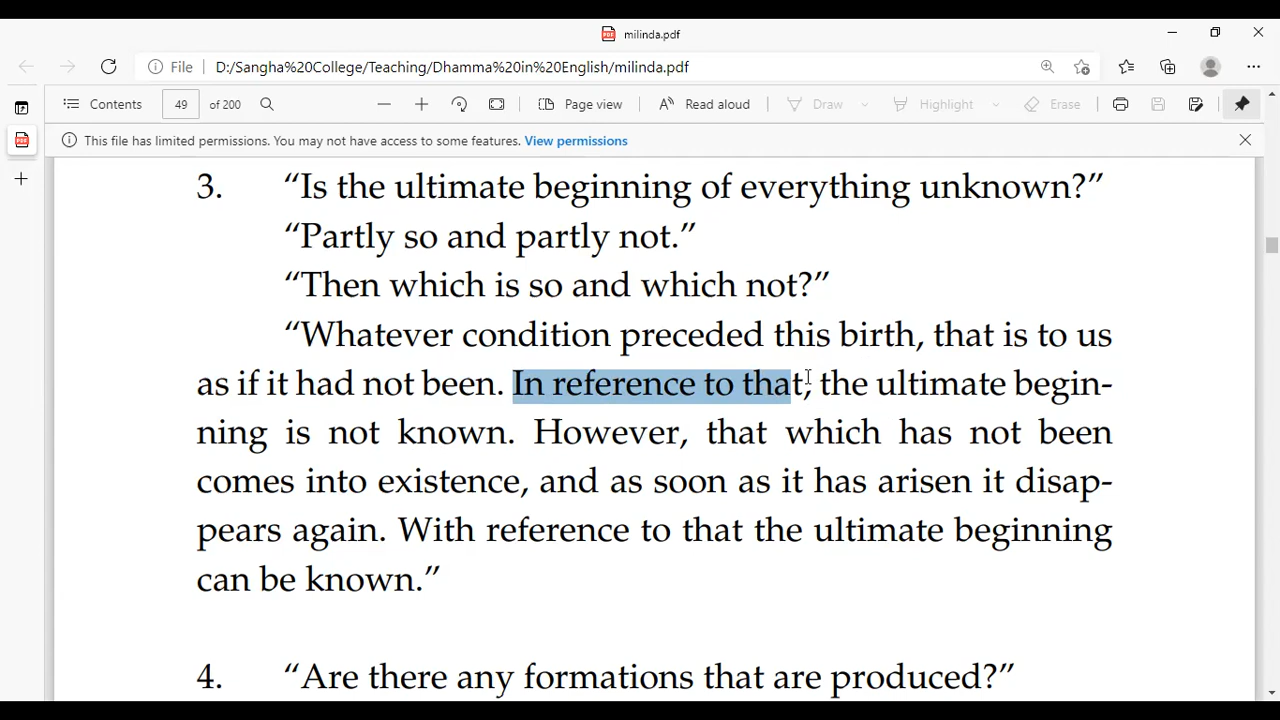 milinda.pdf
File D:/Sangha%20College/Teaching/Dhamma%20in%20English/milinda.pdf
Contents 49 of 200 Page view Read aloud Draw Highlight Erase
This file has limited permissions. You may not have access to some features. View permissions
3. “Is the ultimate beginning of everything unknown?”
“Partly so and partly not.”
“Then which is so and which not?”
“Whatever condition preceded this birth, that is to us
as if it had not been. In reference to that, the ultimate begin-
ning is not known. However, that which has not been
comes into existence, and as soon as it has arisen it disap-
pears again. With reference to that the ultimate beginning
can be known.”
4. “Are there any formations that are produced?”